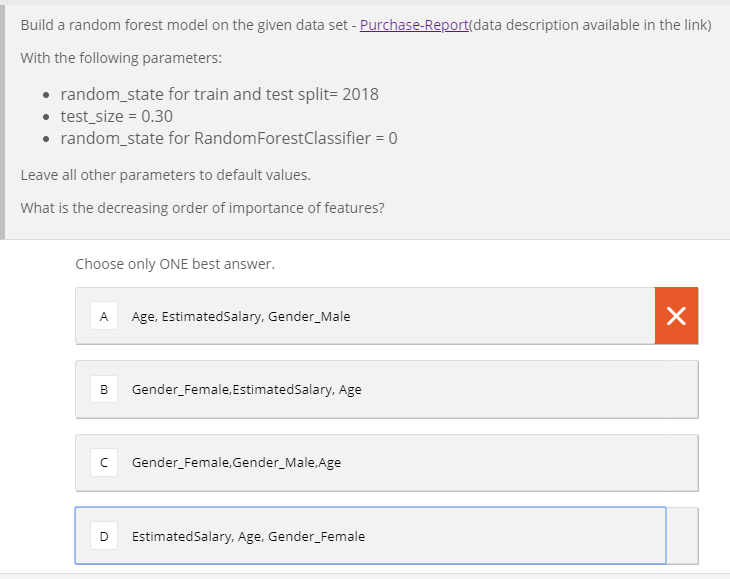 Build a random forest model on the given data set - Purchase-Report(data description available in the link)
With the following parameters:
random_state for train and test split= 2018
test_size = 0.30
random_state for RandomForestClassifier = 0
Leave all other parameters to default values.
What is the decreasing order of importance of features?
Choose only ONE best answer.
A Age, EstimatedSalary, Gender_Male
B Gender_Female,EstimatedSalary, Age
C Gender_Female,Gender_Male,Age
D EstimatedSalary, Age, Gender_Female